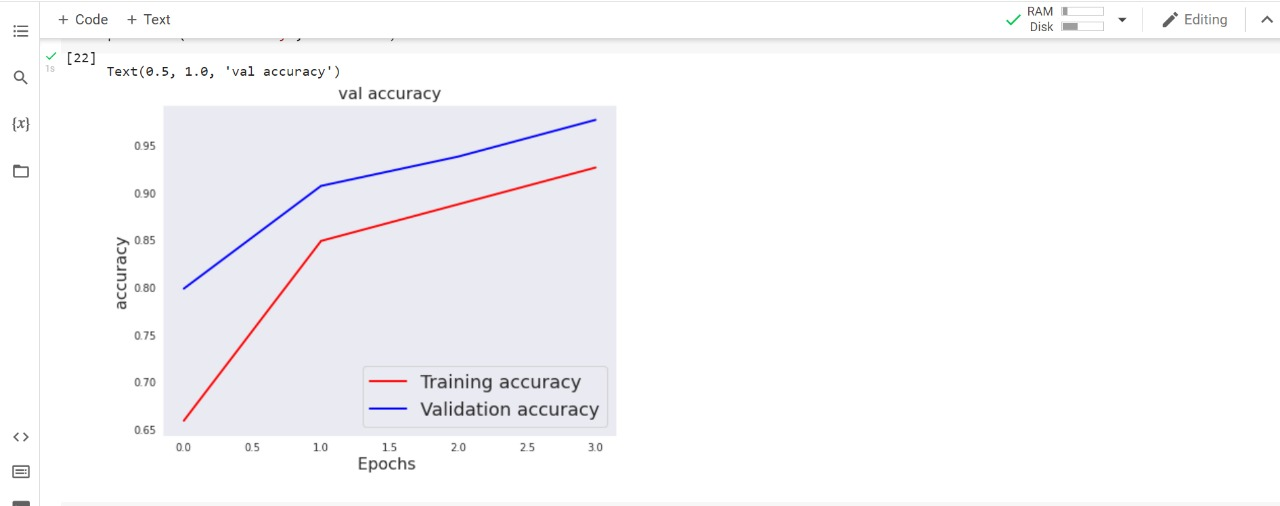 + Code + Text
RAM
Disk
Editing
[22]
1s
Text(0.5, 1.0, 'val accuracy')
{x}
val accuracy
accuracy
0.95
0.90
0.85
0.80
0.75
0.70
0.65
Training accuracy
Validation accuracy
0.0 0.5 1.0 1.5 2.0 2.5 3.0
Epochs